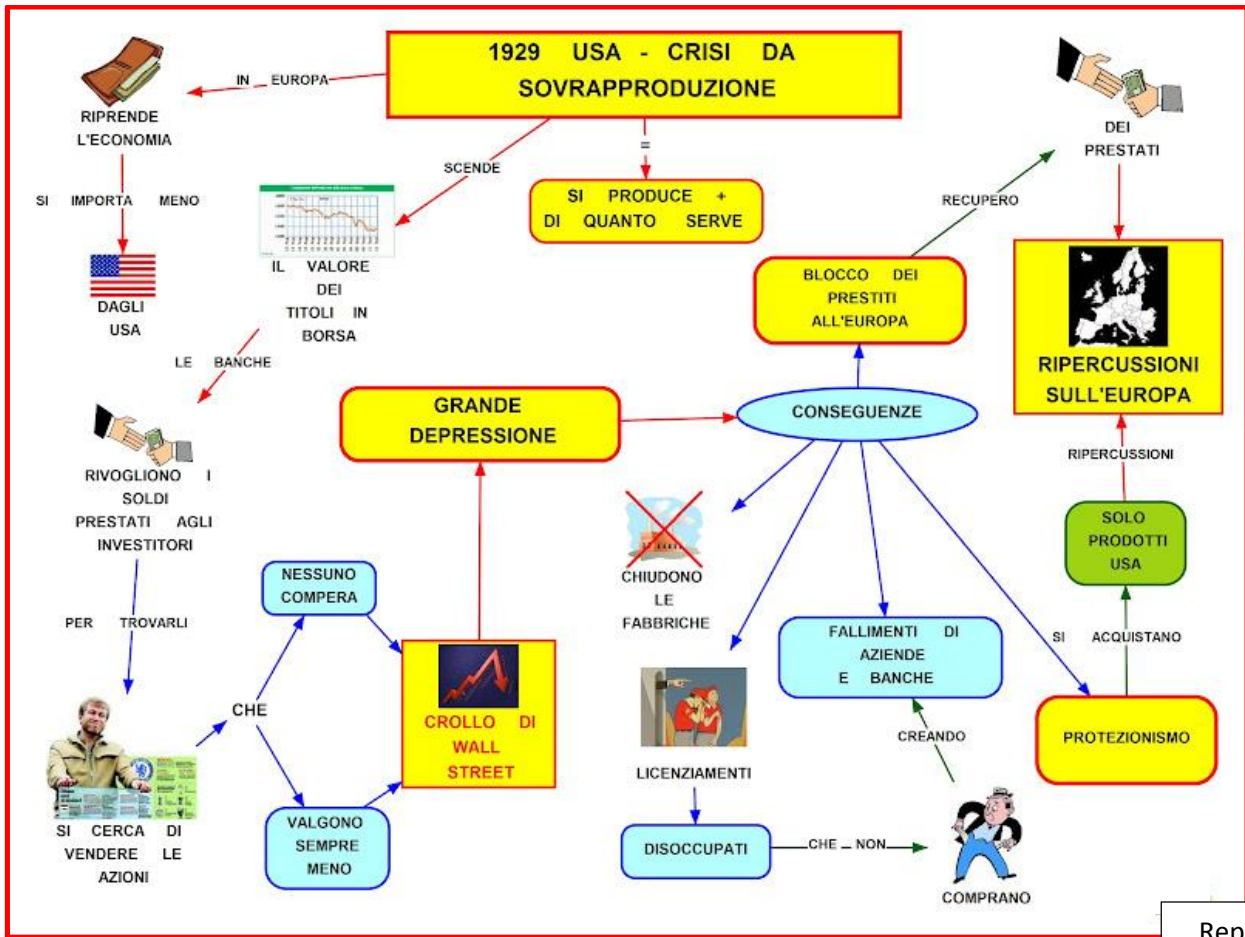 1929 USA - CRISI DA
SOVRAPPRODUZIONE
IN EUROPA
RIPRENDE
L'ECONOMIA
SI IMPORTA MENO
DAGLI
USA
SCENDE
IL VALORE
DEI
TITOLI IN
BORSA
=
SI PRODUCE +
DI QUANTO SERVE
LE BANCHE
RIVOGLIONO I
SOLDI
PRESTATI AGLI
INVESTITORI
PER TROVARLI
SI CERCA DI
VENDERE LE
AZIONI
CHE
NESSUNO
COMPERA
VALGONO
SEMPRE
MENO
CROLLO DI
WALL
STREET
GRANDE
DEPRESSIONE
CONSEGUENZE
BLOCCO DEI
PRESTITI
ALL'EUROPA
RECUPERO
DEI
PRESTATI
RIPERCUSSIONI
SULL'EUROPA
CHIUDONO
LE
FABBRICHE
LICENZIAMENTI
DISOCCUPATI
CHE NON
COMPRANO
CREANDO
FALLIMENTI DI
AZIENDE
E BANCHE
PROTEZIONISMO
SI ACQUISTANO
SOLO
PRODOTTI
USA
RIPERCUSSIONI
Rep